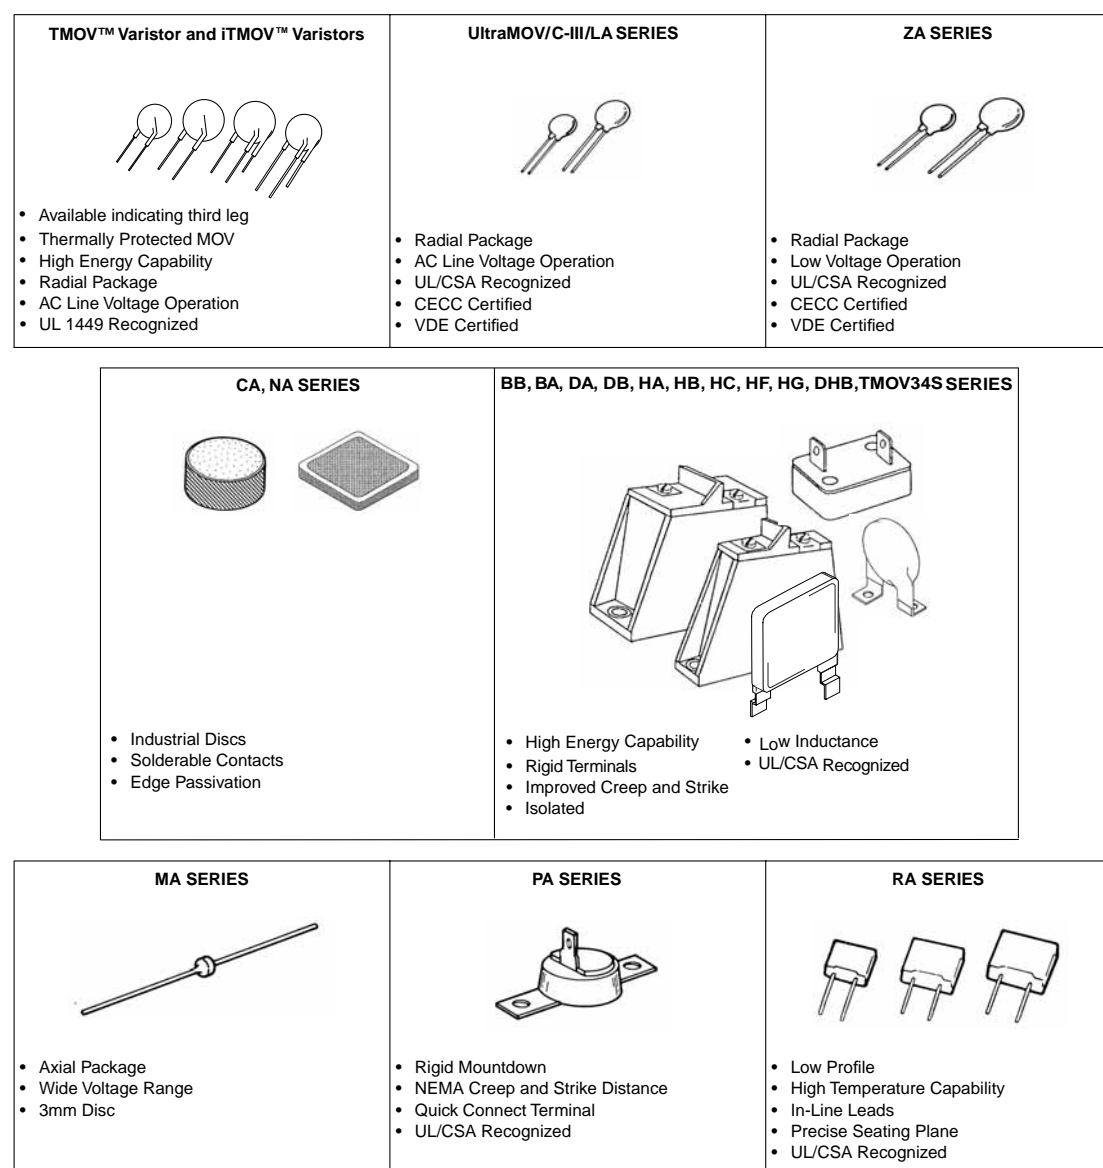 TMOV™ Varistor and iTMOV™ Varistors
• Available indicating third leg
• Thermally Protected MOV
• High Energy Capability
• Radial Package
• AC Line Voltage Operation
• UL 1449 Recognized
UltraMOV/C-III/LA SERIES
• Radial Package
• AC Line Voltage Operation
• UL/CSA Recognized
• CECC Certified
• VDE Certified
ZA SERIES
• Radial Package
• Low Voltage Operation
• UL/CSA Recognized
• CECC Certified
• VDE Certified
CA, NA SERIES
• Industrial Discs
• Solderable Contacts
• Edge Passivation
BB, BA, DA, DB, HA, HB, HC, HF, HG, DHB,TMOV34S SERIES
• High Energy Capability
• Rigid Terminals
• Improved Creep and Strike
• Isolated
• Low Inductance
• UL/CSA Recognized
MA SERIES
• Axial Package
• Wide Voltage Range
• 3mm Disc
PA SERIES
• Rigid Mountdown
• NEMA Creep and Strike Distance
• Quick Connect Terminal
• UL/CSA Recognized
RA SERIES
• Low Profile
• High Temperature Capability
• In-Line Leads
• Precise Seating Plane
• UL/CSA Recognized